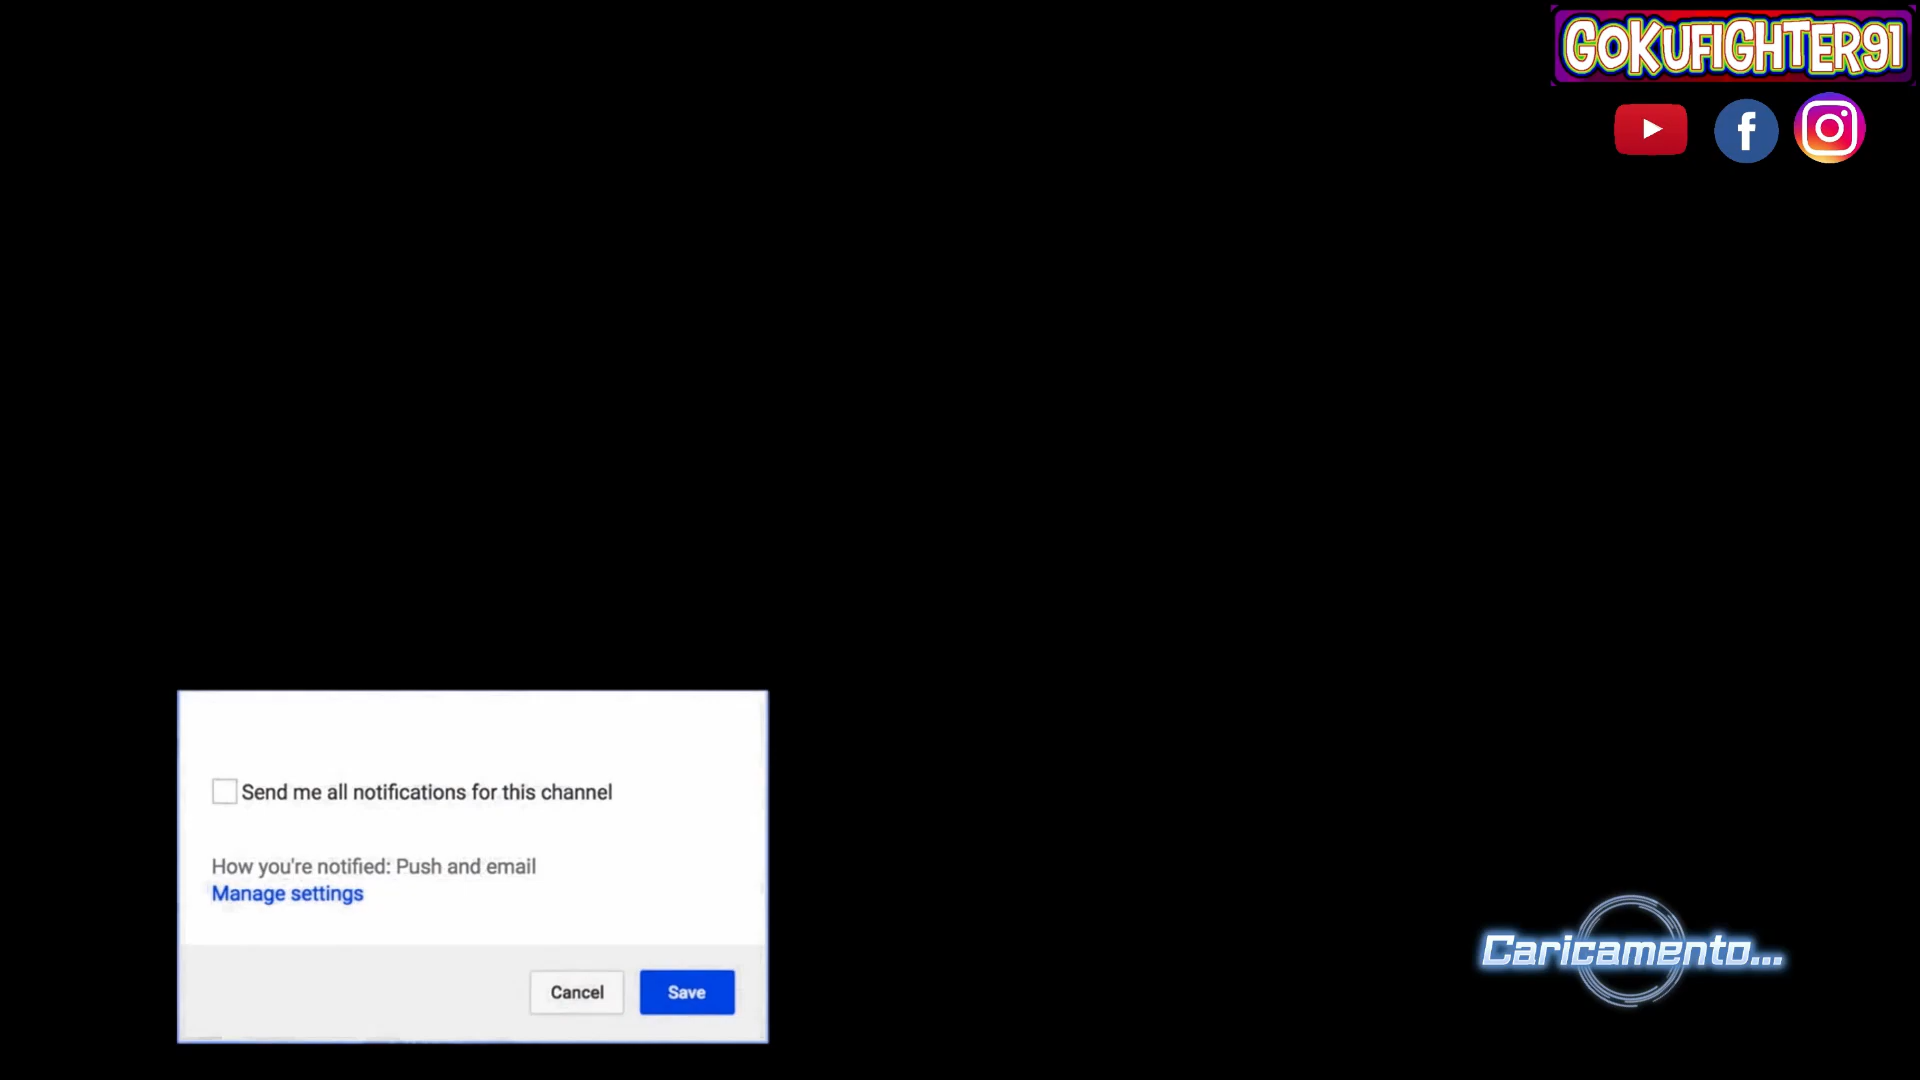 GOKUFIGHTER91
Send me all notifications for this channel
How you're notified: Push and email
Manage settings
Cancel
Save
Caricamento...